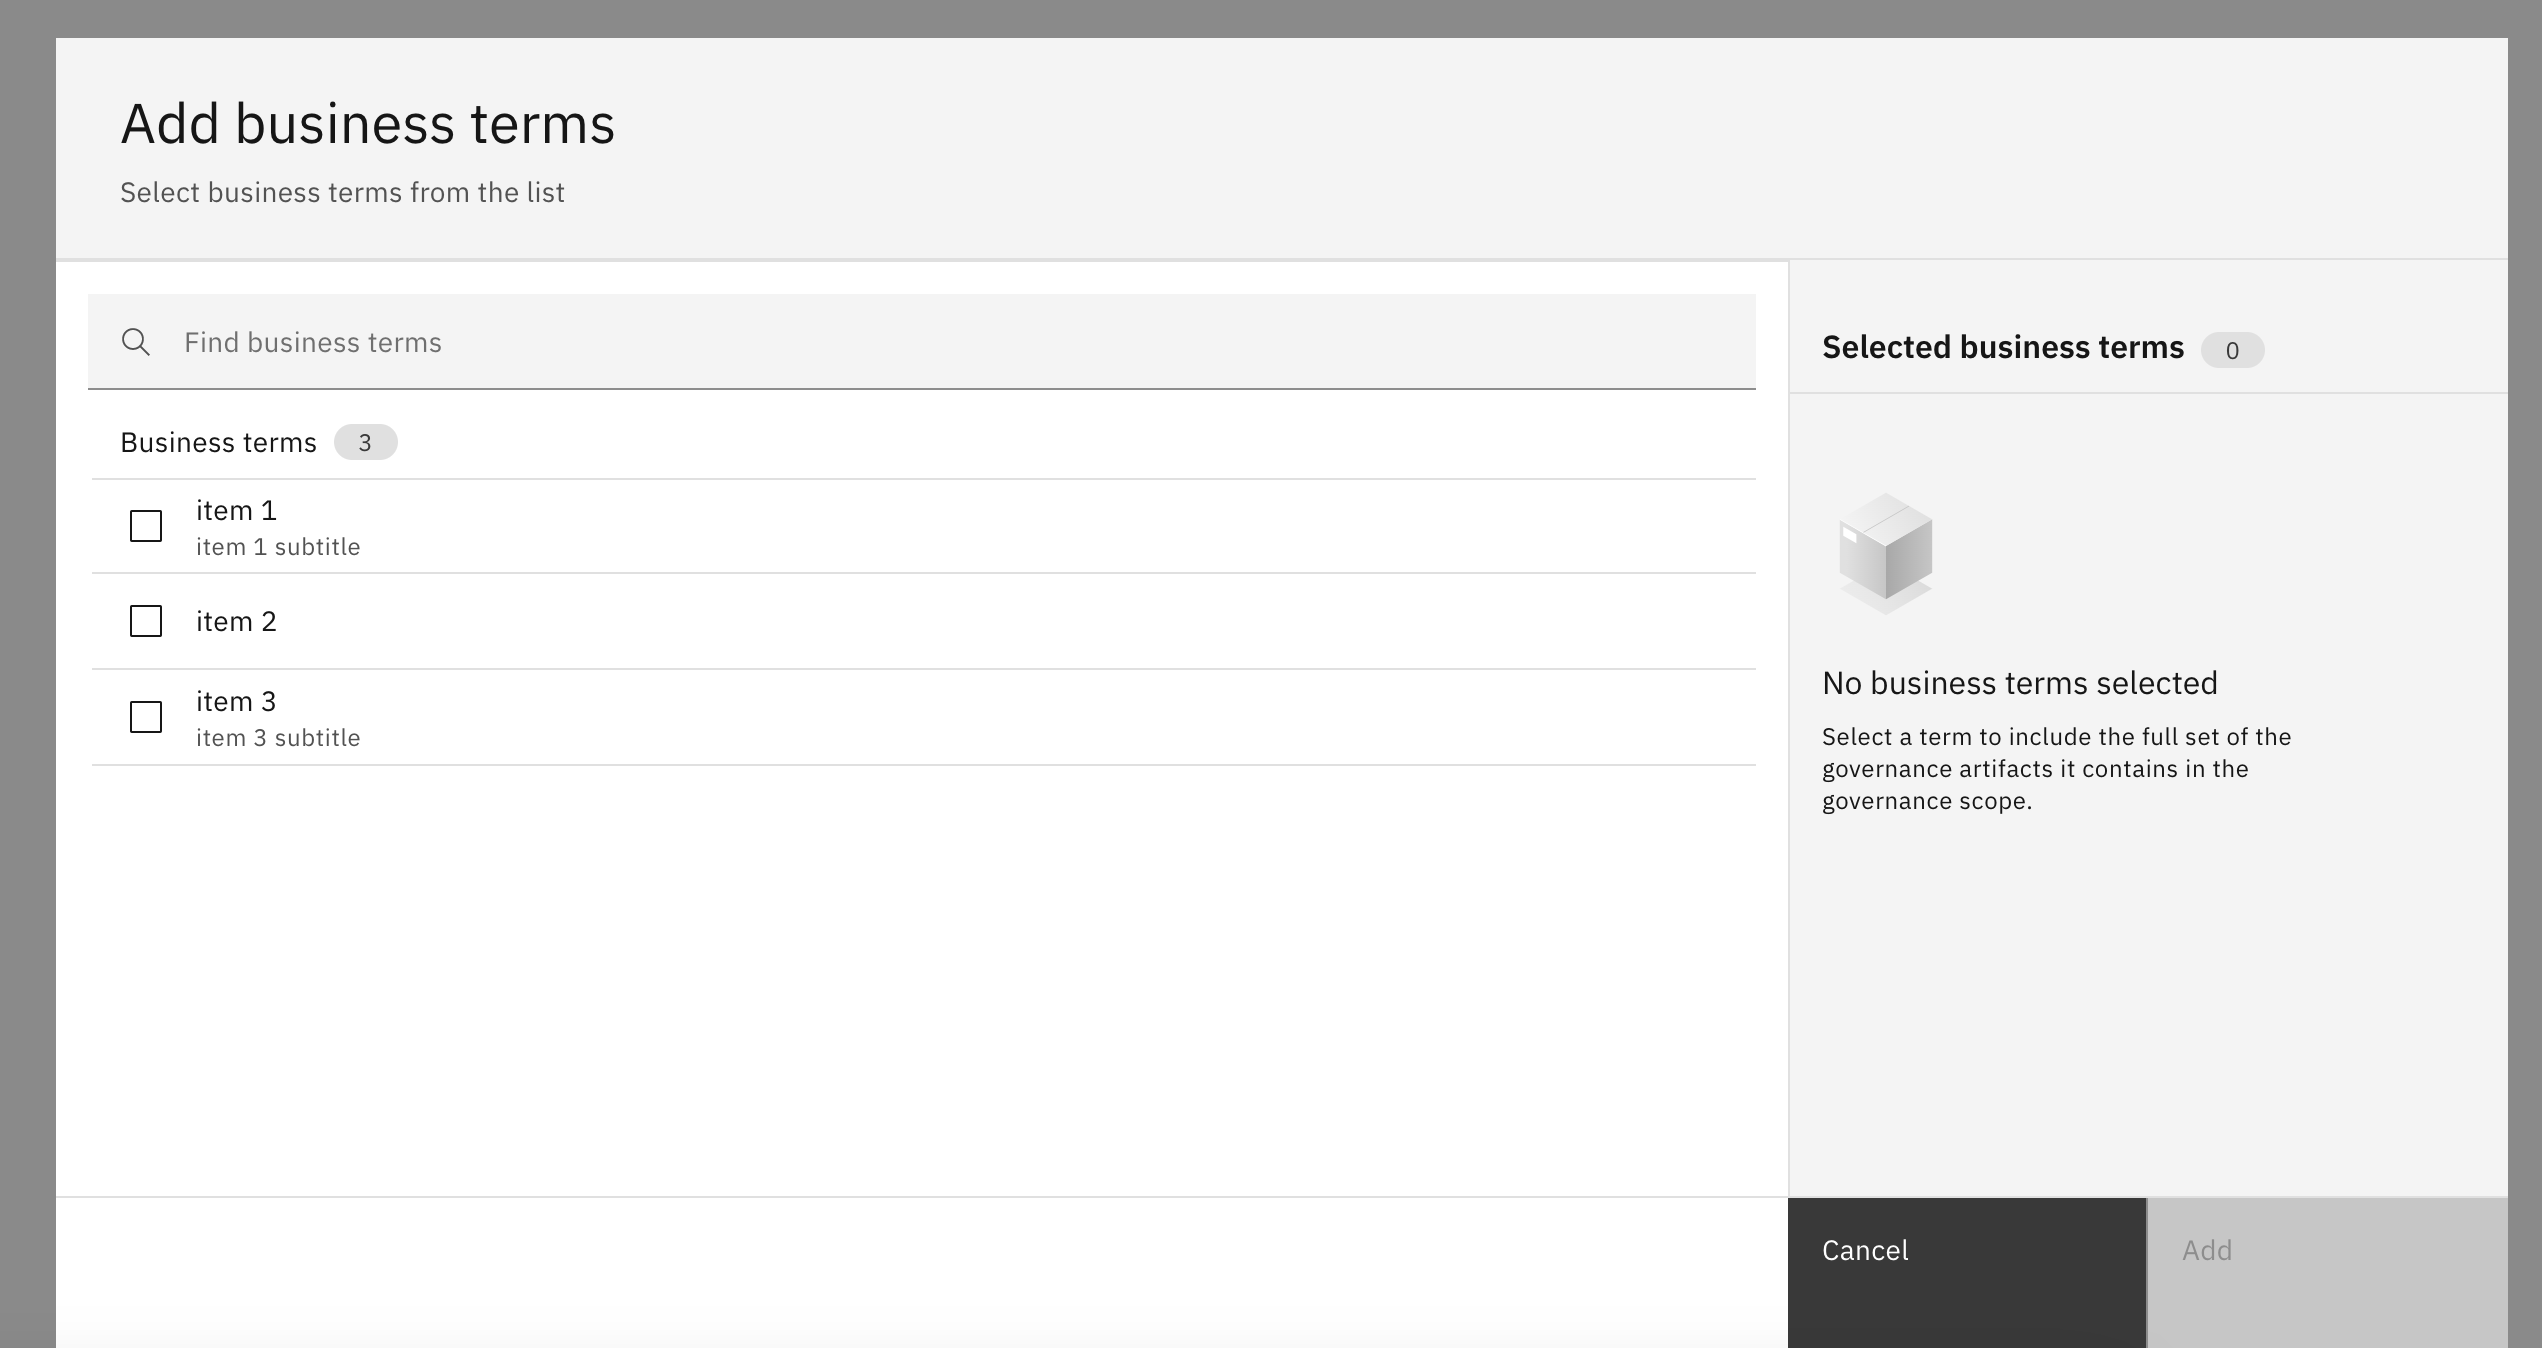 Add business terms
Select business terms from the list
Find business terms
Business terms 3
item 1
item 1 subtitle
item 2
item 3
item 3 subtitle
Selected business terms 0
No business terms selected
Select a term to include the full set of the
governance artifacts it contains in the
governance scope.
Cancel
Add